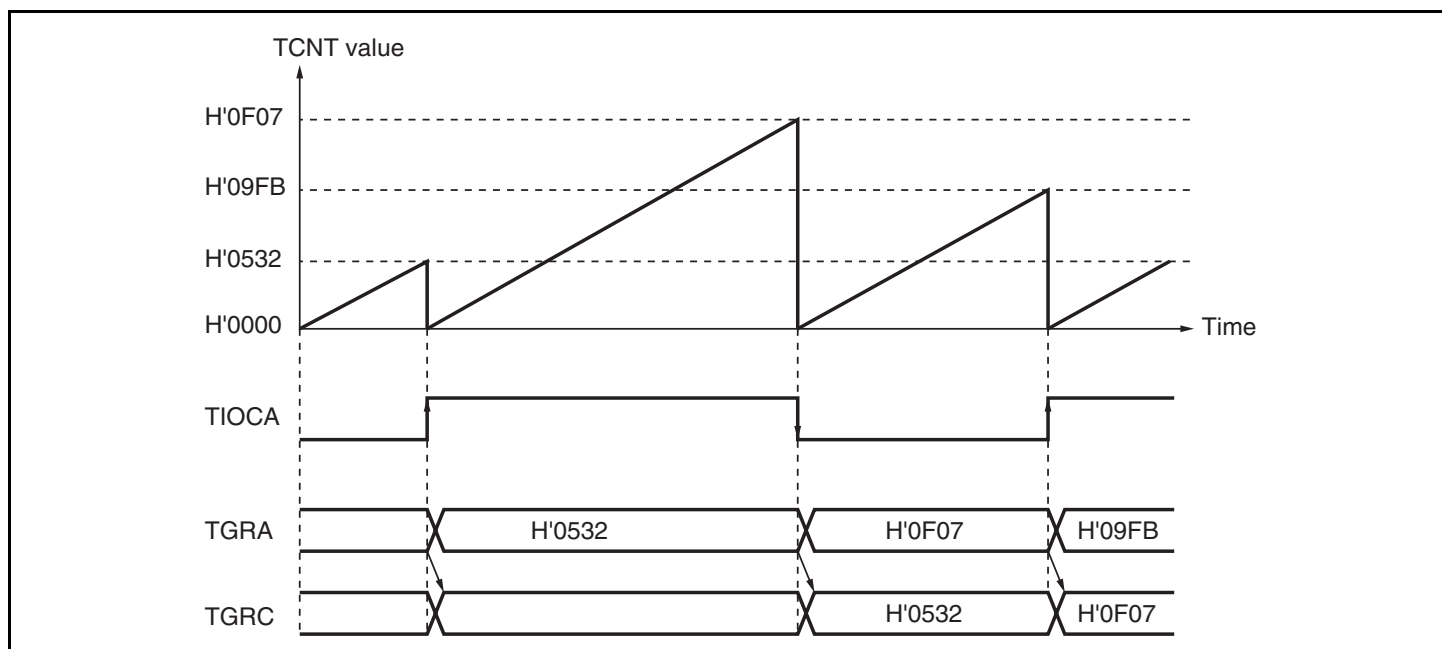 TCNT value
H'0F07
H'09FB
H'0532
H'0000
Time
TIOCA
TGRA
H'0532
H'0F07
H'09FB
TGRC
H'0532
H'0F07